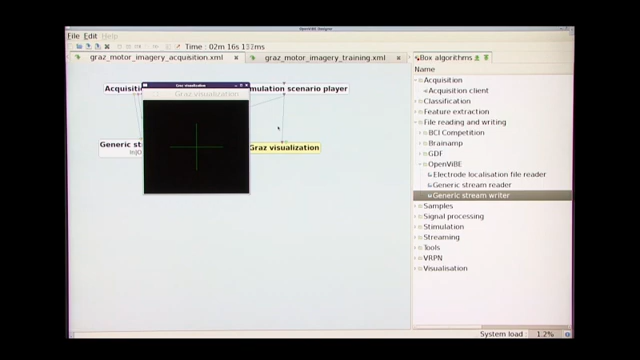 OpenViBE Designer
File Edit Help
Time : 02m 16s 132ms
graz_motor_imagery_acquisition.xml
graz_motor_imagery_training.xml
Box algorithms
Name
Acquisition
Acquisition client
Classification
Feature extraction
File reading and writing
BCI Competition
Brainamp
GDF
OpenViBE
Electrode localisation file reader
Generic stream reader
Generic stream writer
Samples
Signal processing
Stimulation
Streaming
Tools
VRPN
Visualisation
Acquisition
mulation scenario player
Graz visualization
Graz visualization
Generic st
Graz visualization
System load : 1.2%